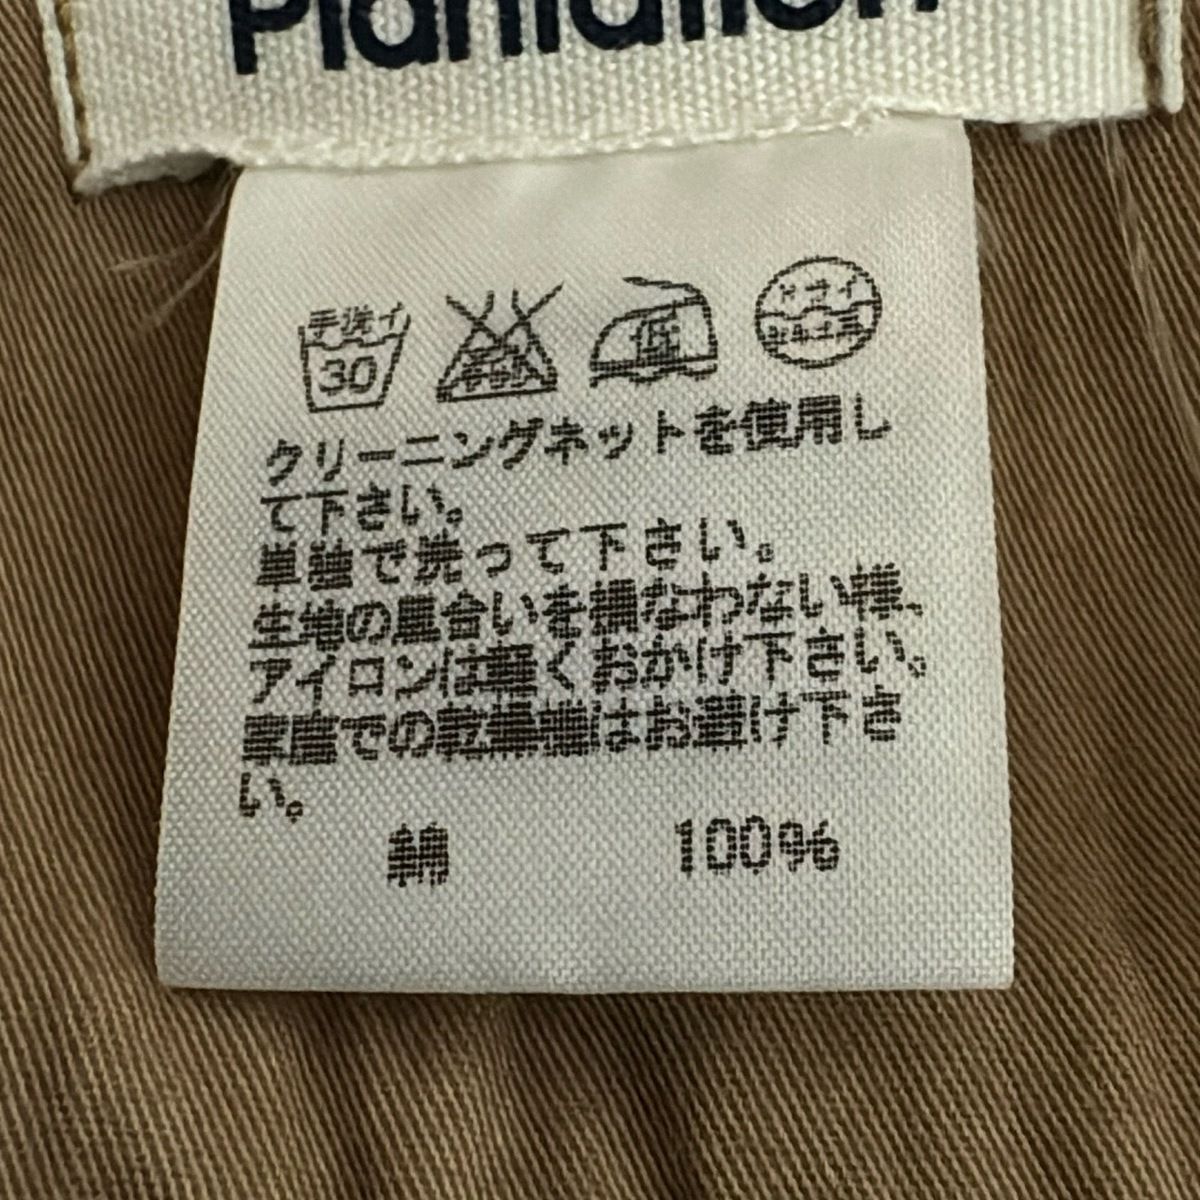 Plantation
手洗イ
30
ドライ
クリーニングネットを使用し
て下さい。
単独で洗って下さい。
生地の風合いを損なわない様、
アイロンは軽くおかけ下さい。
高温での乾燥機はお避け下さ
い。
綿 100%